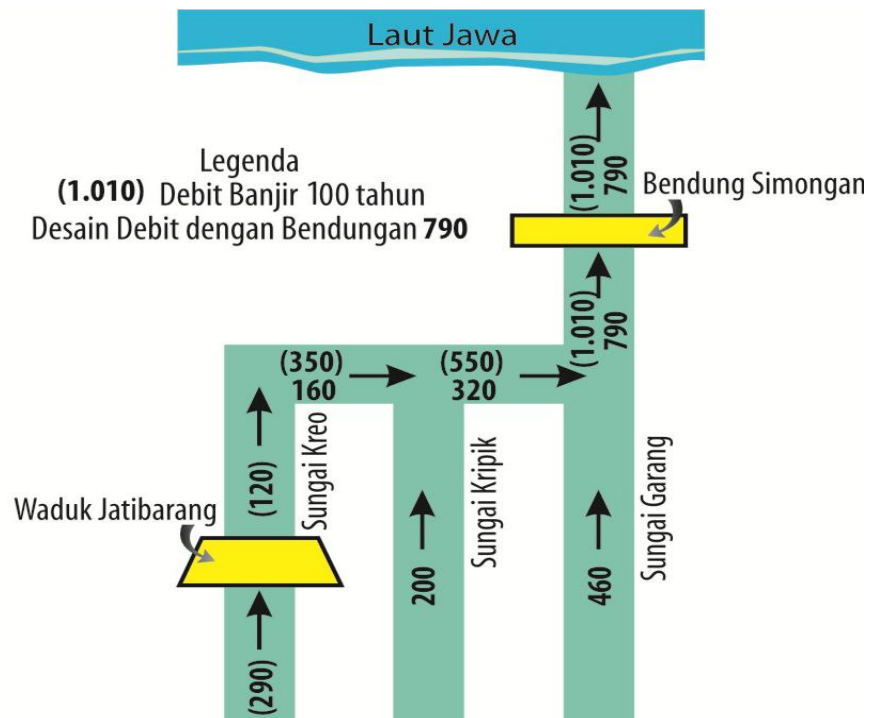 Laut Jawa
Legenda
(1.010) Debit Banjir 100 tahun
Desain Debit dengan Bendungan 790
(1.010)
790
Bendung Simongan
(1.010)
790
(350)
160
(550)
320
Waduk Jatibarang
(120)
Sungai Kreo
Sungai Kripik
Sungai Garang
(290)
200
460